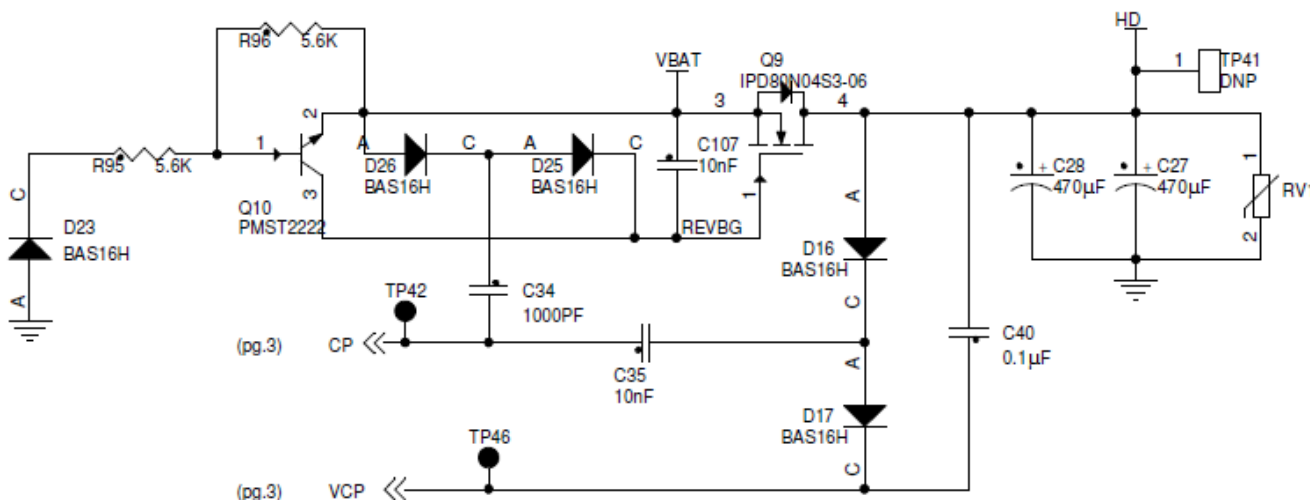 HD
R96 5.6K
1 TP41
DNP
VBAT
Q9
IPD80N04S3-06
3 4
2
1
R95 5.6K
A C A C
D26
BAS16H
D25
BAS16H
C107
10nF
1
3
Q10
PMST2222
REVBG
C
D23
BAS16H
A
A
D16
BAS16H
C
+ C28
470µF
+ C27
470µF
1
RV1
2
TP42
C34
1000PF
(pg.3) CP
C35
10nF
A
C40
0.1µF
D17
BAS16H
C
TP46
(pg.3) VCP